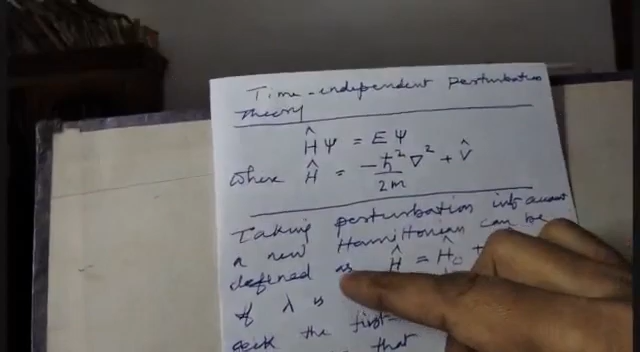 Time-independent perturbation
theory
Ĥψ = Eψ
where Ĥ = -ħ²/2m ∇² + V̂
Taking perturbation into account
a new Hamiltonian can be
defined as Ĥ = Ĥ₀ +
If λ is
seek the first-
that